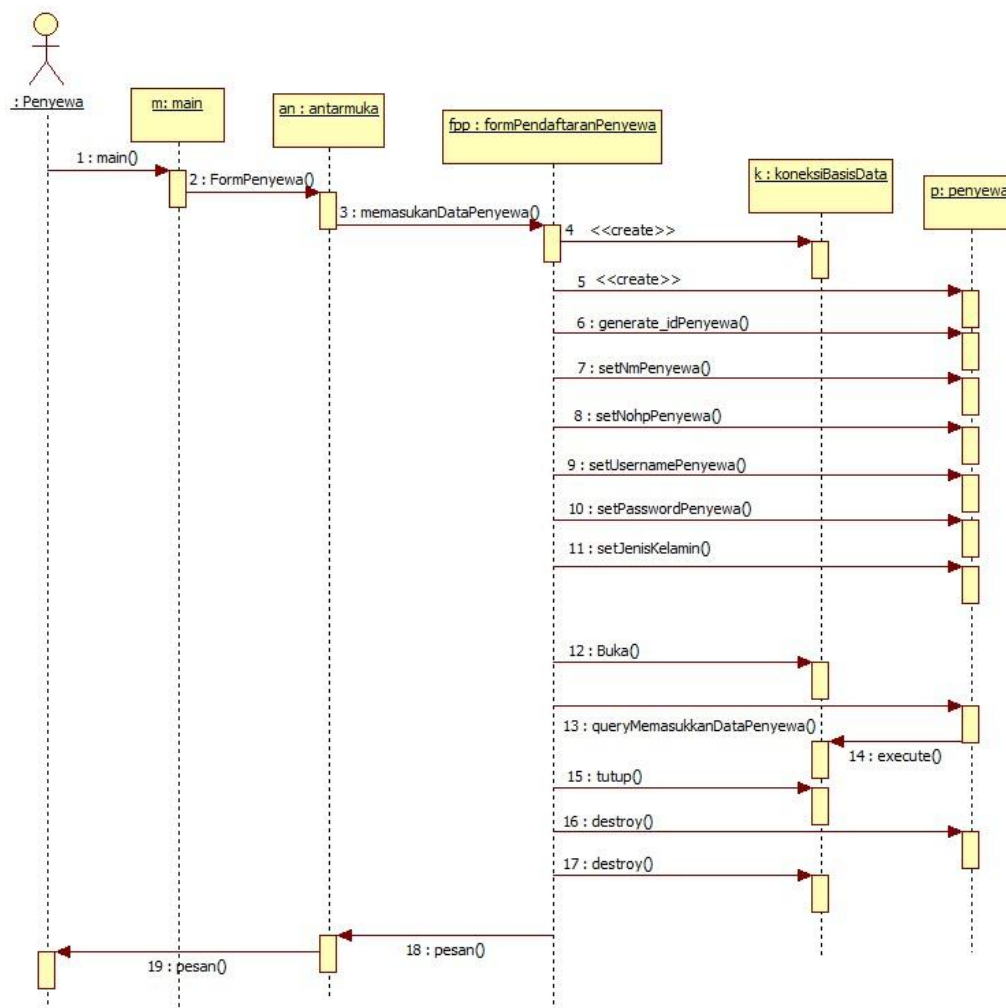 : Penyewa
m: main
an : antarmuka
fpp : formPendaftaranPenyewa
k : koneksiBasisData
p: penyewa
1 : main()
2 : FormPenyewa()
3 : memasukanDataPenyewa()
4 <<create>>
5 <<create>>
6 : generate_idPenyewa()
7 : setNmPenyewa()
8 : setNohpPenyewa()
9 : setUsernamePenyewa()
10 : setPasswordPenyewa()
11 : setJenisKelamin()
12 : Buka()
13 : queryMemasukkanDataPenyewa()
14 : execute()
15 : tutup()
16 : destroy()
17 : destroy()
18 : pesan()
19 : pesan()